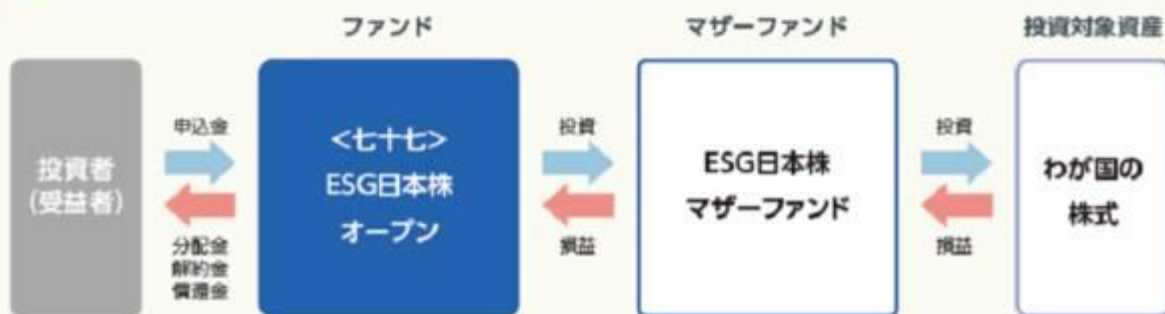 ファンド
マザーファンド
投資対象資産
投資者
(受益者)
申込金
分配金
解約金
償還金
<七十七>
ESG日本株
オープン
投資
損益
ESG日本株
マザーファンド
投資
損益
わが国の
株式